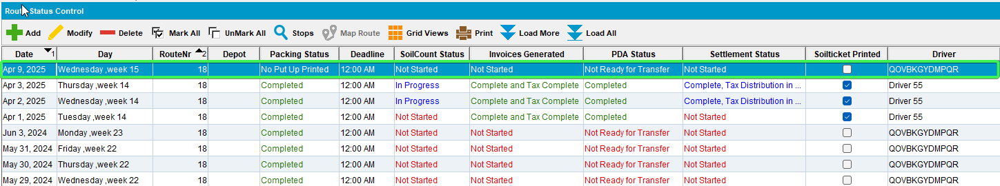 Route Status Control
Add Modify Delete Mark All UnMark All Stops Map Route Grid Views Print Load More Load All
Date 1 Day RouteNr 2 Depot Packing Status Deadline SoilCount Status Invoices Generated PDA Status Settlement Status Soilticket Printed Driver
Apr 9, 2025 Wednesday ,week 15 18 No Put Up Printed 12:00 AM Not Started Not Started Not Ready for Transfer Not Started QOVBKGYDMPQR
Apr 3, 2025 Thursday ,week 14 18 Completed 12:00 AM In Progress Complete and Tax Complete Completed Complete, Tax Distribution in ... Driver 55
Apr 2, 2025 Wednesday ,week 14 18 Completed 12:00 AM In Progress Complete and Tax Complete Completed Complete, Tax Distribution in ... Driver 55
Apr 1, 2025 Tuesday ,week 14 18 Completed 12:00 AM Not Started Complete and Tax Complete Completed Not Started Driver 55
Jun 3, 2024 Monday ,week 23 18 Completed 12:00 AM Not Started Not Started Not Ready for Transfer Not Started QOVBKGYDMPQR
May 31, 2024 Friday ,week 22 18 Completed 12:00 AM Not Started Not Started Not Ready for Transfer Not Started QOVBKGYDMPQR
May 30, 2024 Thursday ,week 22 18 Completed 12:00 AM Not Started Not Started Not Ready for Transfer Not Started QOVBKGYDMPQR
May 29, 2024 Wednesday ,week 22 18 Completed 12:00 AM Not Started Not Started Not Ready for Transfer Not Started QOVBKGYDMPQR